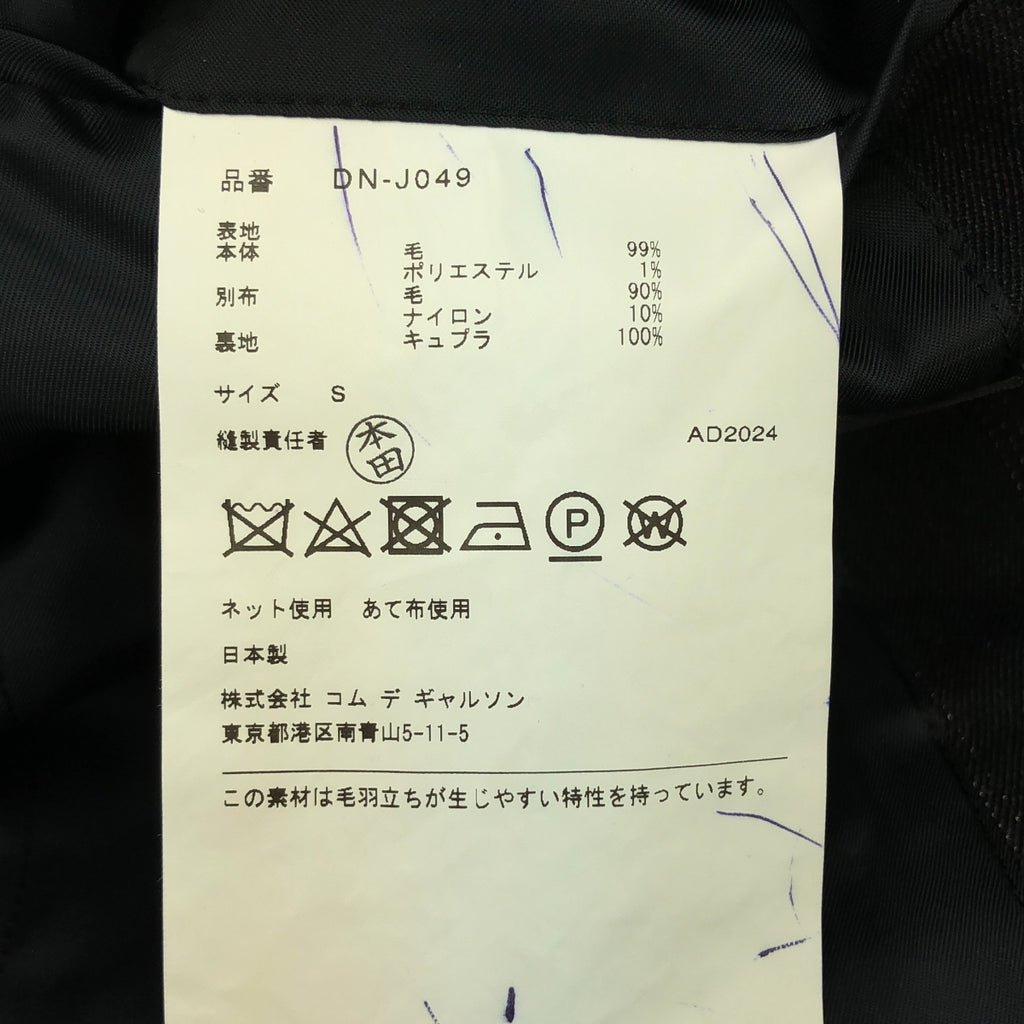 品番 DN-J049
表地
本体 毛 99%
ポリエステル 1%
別布 毛 90%
ナイロン 10%
裏地 キュプラ 100%
サイズ S
縫製責任者 本田 AD2024
P W
ネット使用 あて布使用
日本製
株式会社 コム デ ギャルソン
東京都港区南青山5-11-5
この素材は毛羽立ちが生じやすい特性を持っています。